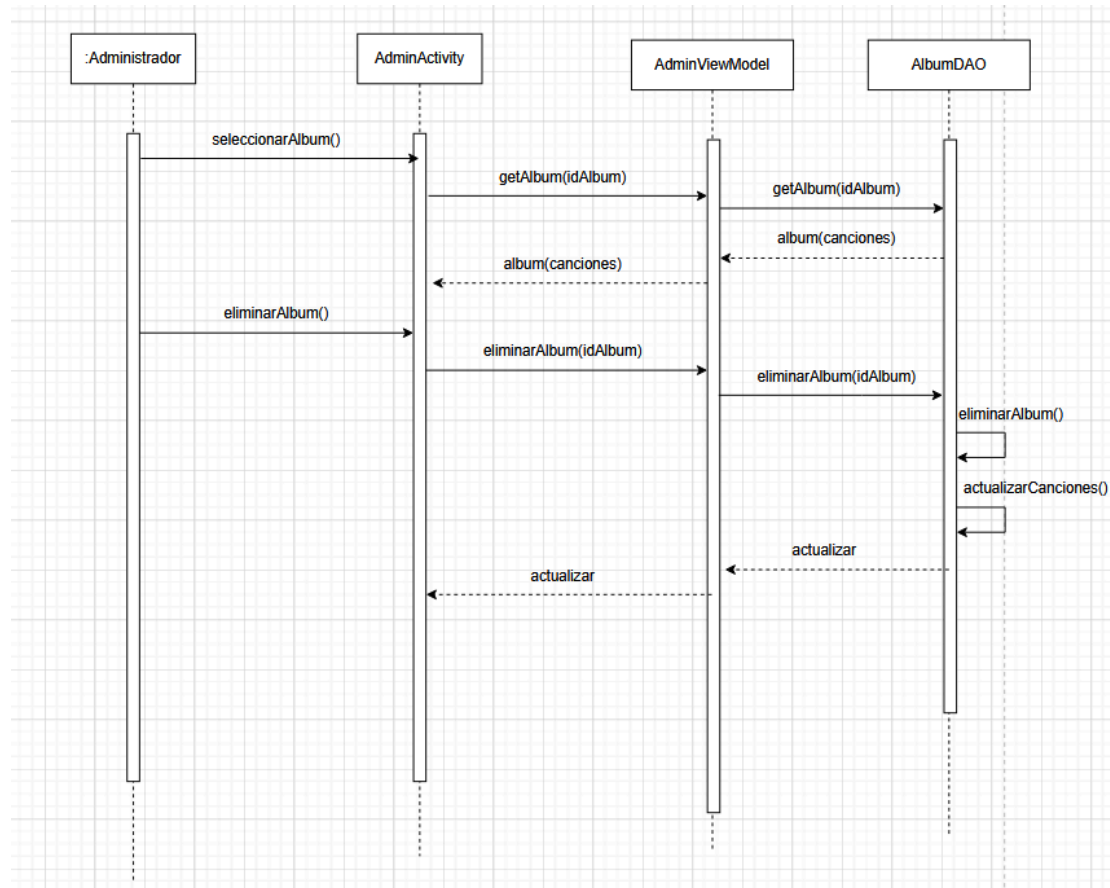 :Administrador
AdminActivity
AdminViewModel
AlbumDAO
seleccionarAlbum()
getAlbum(idAlbum)
getAlbum(idAlbum)
album(canciones)
album(canciones)
eliminarAlbum()
eliminarAlbum(idAlbum)
eliminarAlbum(idAlbum)
eliminarAlbum()
actualizarCanciones()
actualizar
actualizar